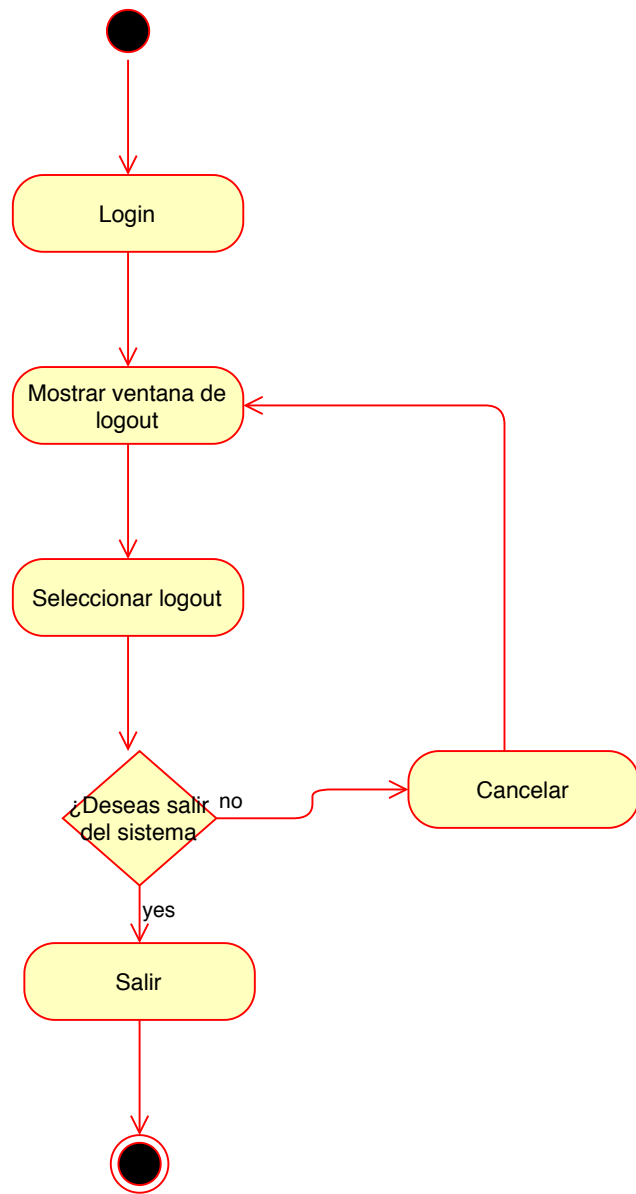 Login
Mostrar ventana de
logout
Seleccionar logout
¿Deseas salir
del sistema
no
Cancelar
yes
Salir